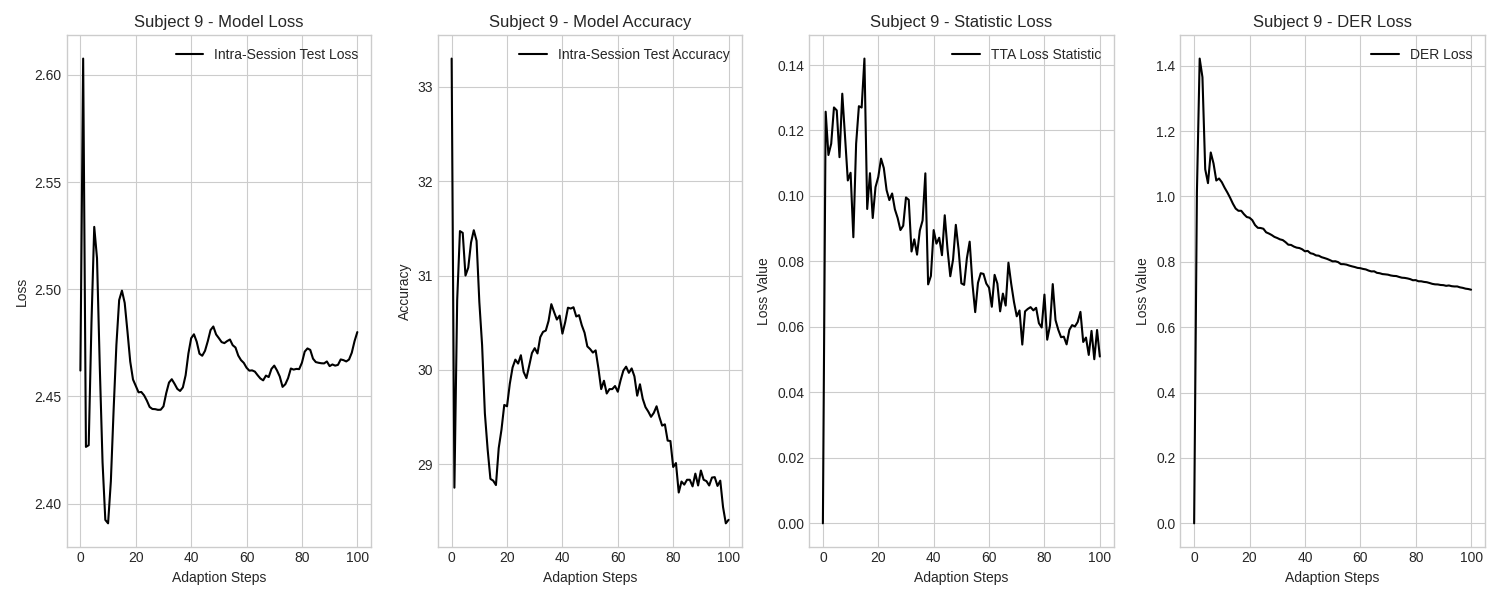 Subject 9 - Model Loss
Intra-Session Test Loss
Loss
2.60
2.55
2.50
2.45
2.40
0 20 40 60 80 100
Adaption Steps
Subject 9 - Model Accuracy
Intra-Session Test Accuracy
Accuracy
33
32
31
30
29
0 20 40 60 80 100
Adaption Steps
Subject 9 - Statistic Loss
TTA Loss Statistic
Loss Value
0.14
0.12
0.10
0.08
0.06
0.04
0.02
0.00
0 20 40 60 80 100
Adaption Steps
Subject 9 - DER Loss
DER Loss
Loss Value
1.4
1.2
1.0
0.8
0.6
0.4
0.2
0.0
0 20 40 60 80 100
Adaption Steps